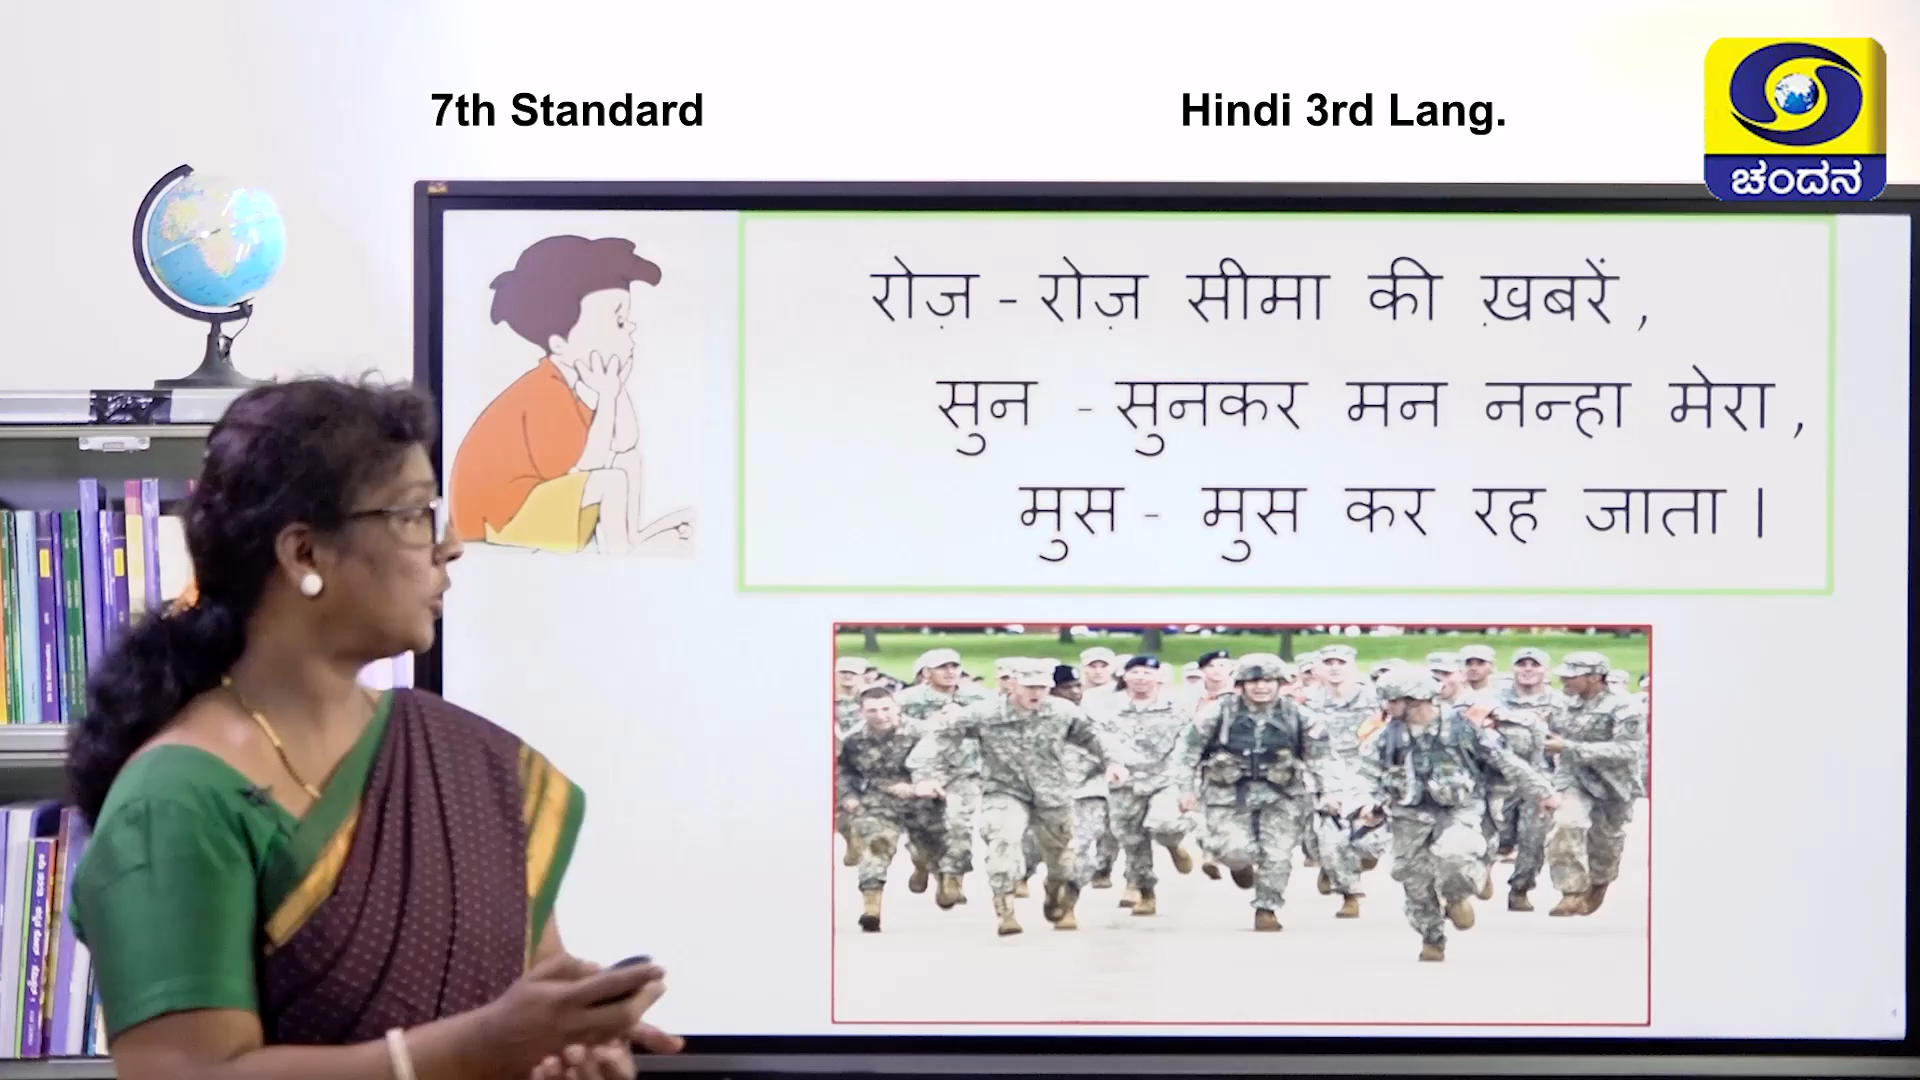 7th Standard
Hindi 3rd Lang.
ಚಂದನ
रोज़ - रोज़ सीमा की ख़बरें ,
सुन - सुनकर मन नन्हा मेरा ,
मुस - मुस कर रह जाता ।